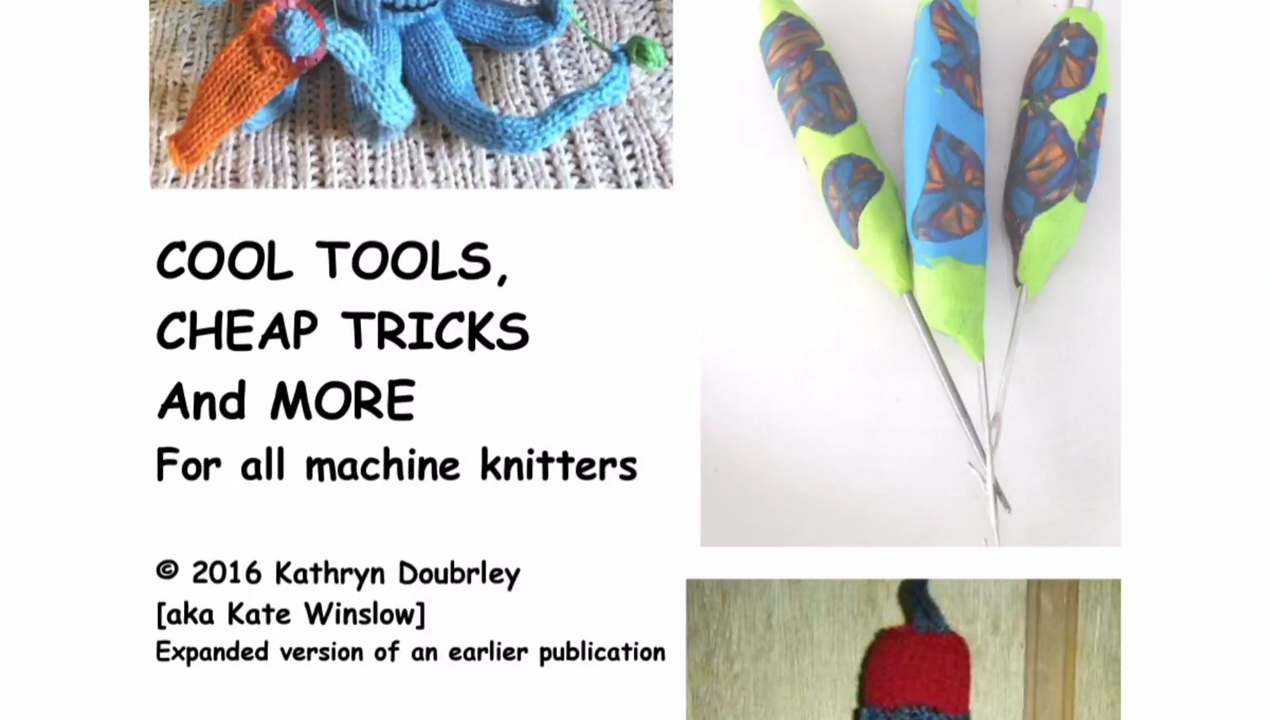 COOL TOOLS,
CHEAP TRICKS
And MORE
For all machine knitters
© 2016 Kathryn Doubrley
[aka Kate Winslow]
Expanded version of an earlier publication